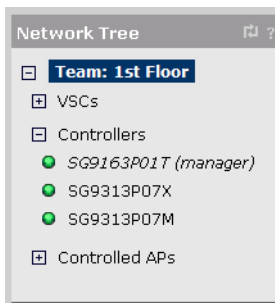 Network Tree ?
Team: 1st Floor
VSCs
Controllers
SG9163P01T (manager)
SG9313P07X
SG9313P07M
Controlled APs